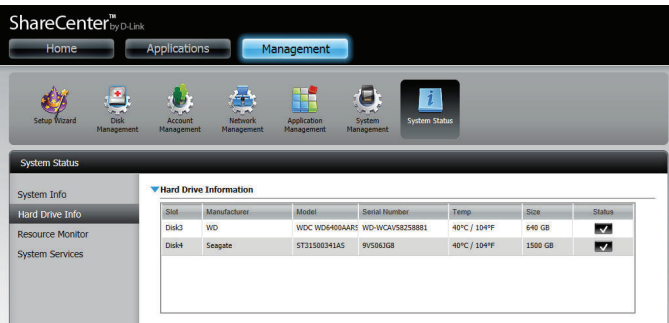 ShareCenter™ by D-Link
Home Applications Management
Setup Wizard Disk Management Account Management Network Management Application Management System Management System Status
System Status
System Info
Hard Drive Info
Resource Monitor
System Services
Hard Drive Information
Slot Manufacturer Model Serial Number Temp Size Status
Disk3 WD WDC WD6400AARS WD-WCAV58258881 40°C / 104°F 640 GB
Disk4 Seagate ST31500341AS 9VS06JG8 40°C / 104°F 1500 GB